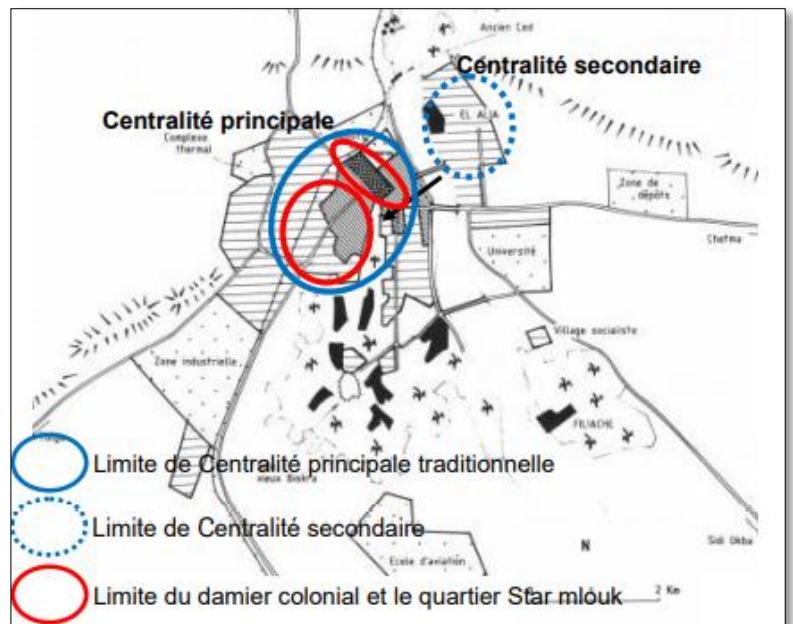 Ancien Ced
Centralité secondaire
EL ALIA
Centralité principale
Complexe
thermal
Zone de
dépôts
Chetma
Université
Village socialiste
Zone industrielle
FILIACHE
Limite de Centralité principale traditionnelle
Vieux Biskra
Limite de Centralité secondaire
Sidi Okba
N
Ecole d'aviation
Limite du damier colonial et le quartier Star mlouk
2 Km